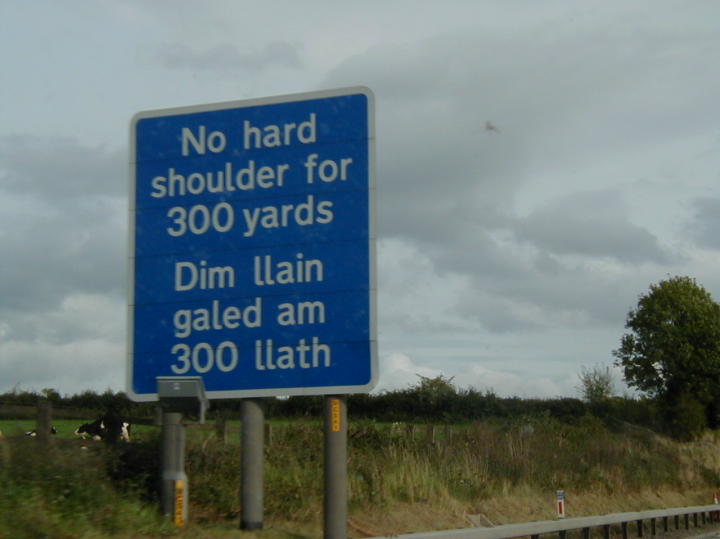 No hard
shoulder for
300 yards
Dim llain
galed am
300 llath